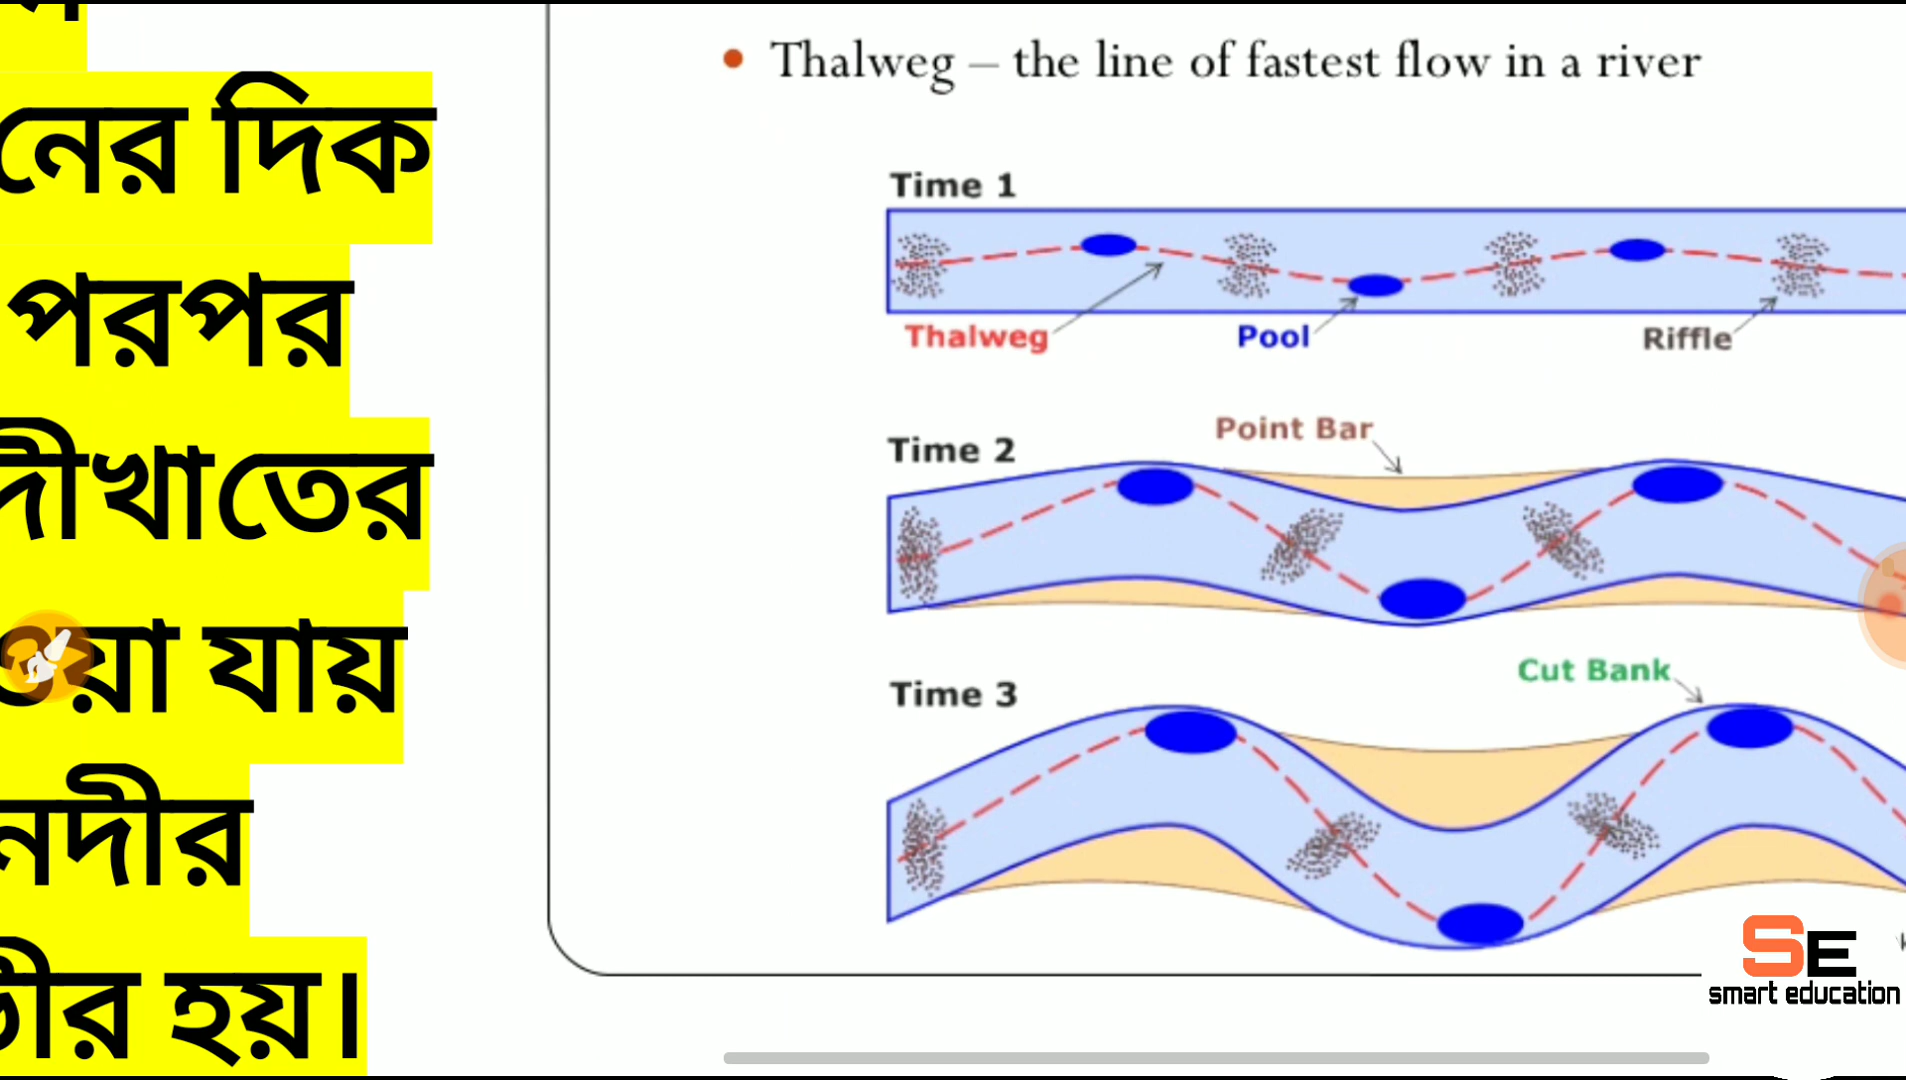 নের দিক
পরপর
দীখাতের
ওয়া যায়
নদীর
ভীর হয়।
• Thalweg – the line of fastest flow in a river
Time 1
Thalweg
Pool
Riffle
Point Bar
Time 2
Cut Bank
Time 3
SE
smart education